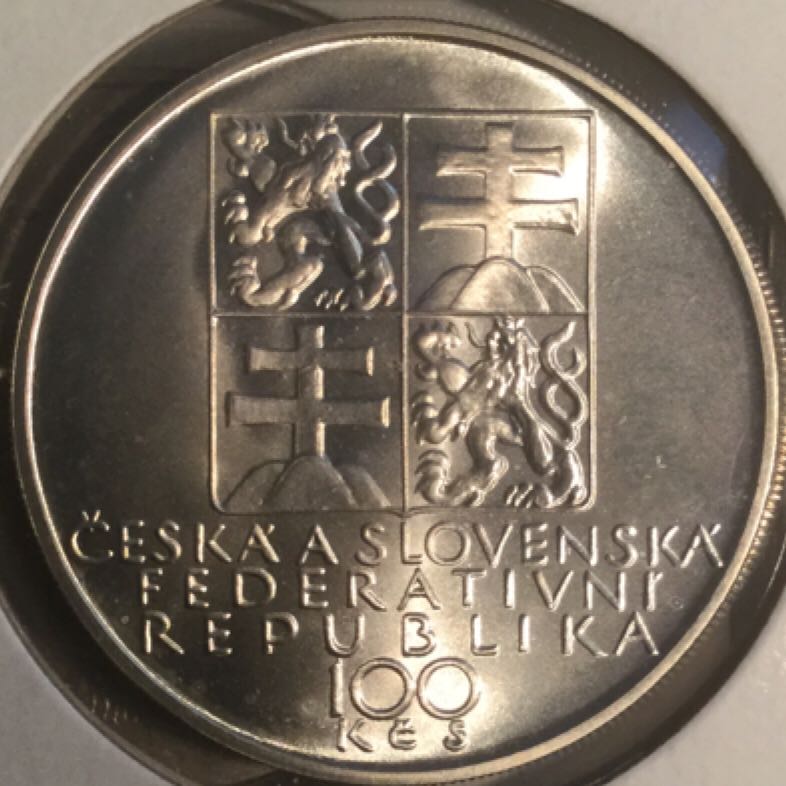 ČESKÁ A SLOVENSKÁ
FEDERATIVNÍ
REPUBLIKA
100
Kčs